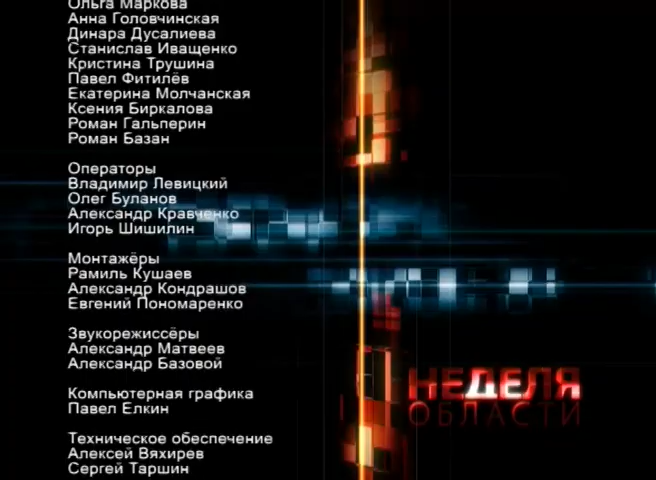 Ольга Маркова
Анна Головчинская
Динара Дусалиева
Станислав Иващенко
Кристина Трушина
Павел Фитилёв
Екатерина Молчанская
Ксения Биркалова
Роман Гальперин
Роман Базан
Операторы
Владимир Левицкий
Олег Буланов
Александр Кравченко
Игорь Шишилин
Монтажёры
Рамиль Кушаев
Александр Кондрашов
Евгений Пономаренко
Звукорежиссёры
Александр Матвеев
Александр Базовой
Компьютерная графика
Павел Елкин
Техническое обеспечение
Алексей Вяхирев
Сергей Таршин
НЕДЕЛЯ
ОБЛАСТИ